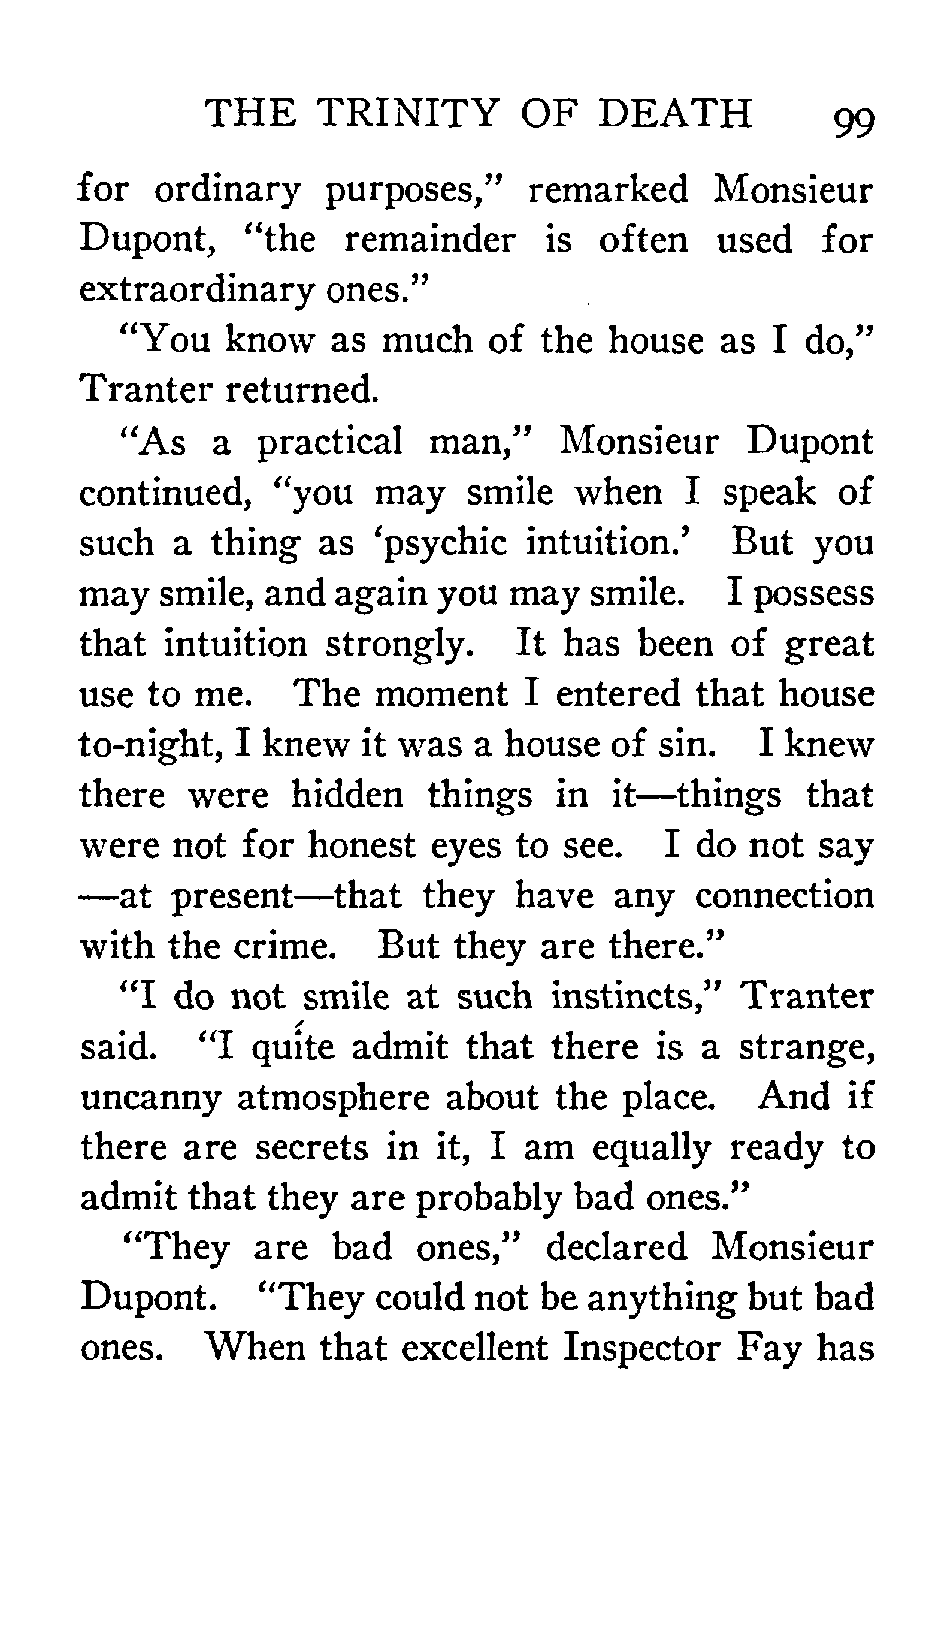 THE TRINITY OF DEATH 99
for ordinary purposes,” remarked Monsieur
Dupont, “the remainder is often used for
extraordinary ones.”
“You know as much of the house as I do,”
Tranter returned.
“As a practical man,” Monsieur Dupont
continued, “you may smile when I speak of
such a thing as ‘psychic intuition.’ But you
may smile, and again you may smile. I possess
that intuition strongly. It has been of great
use to me. The moment I entered that house
to-night, I knew it was a house of sin. I knew
there were hidden things in it—things that
were not for honest eyes to see. I do not say
—at present—that they have any connection
with the crime. But they are there.”
“I do not smile at such instincts,” Tranter
said. “I quite admit that there is a strange,
uncanny atmosphere about the place. And if
there are secrets in it, I am equally ready to
admit that they are probably bad ones.”
“They are bad ones,” declared Monsieur
Dupont. “They could not be anything but bad
ones. When that excellent Inspector Fay has